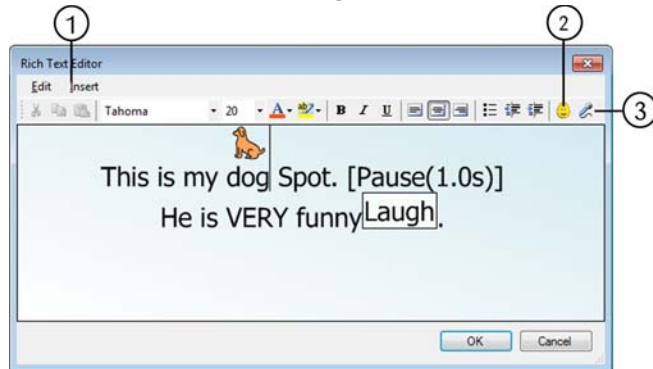 1
2
Rich Text Editor
Edit Insert
Tahoma 20 A ab B I U
3
This is my dog Spot. [Pause(1.0s)]
He is VERY funny Laugh.
OK Cancel